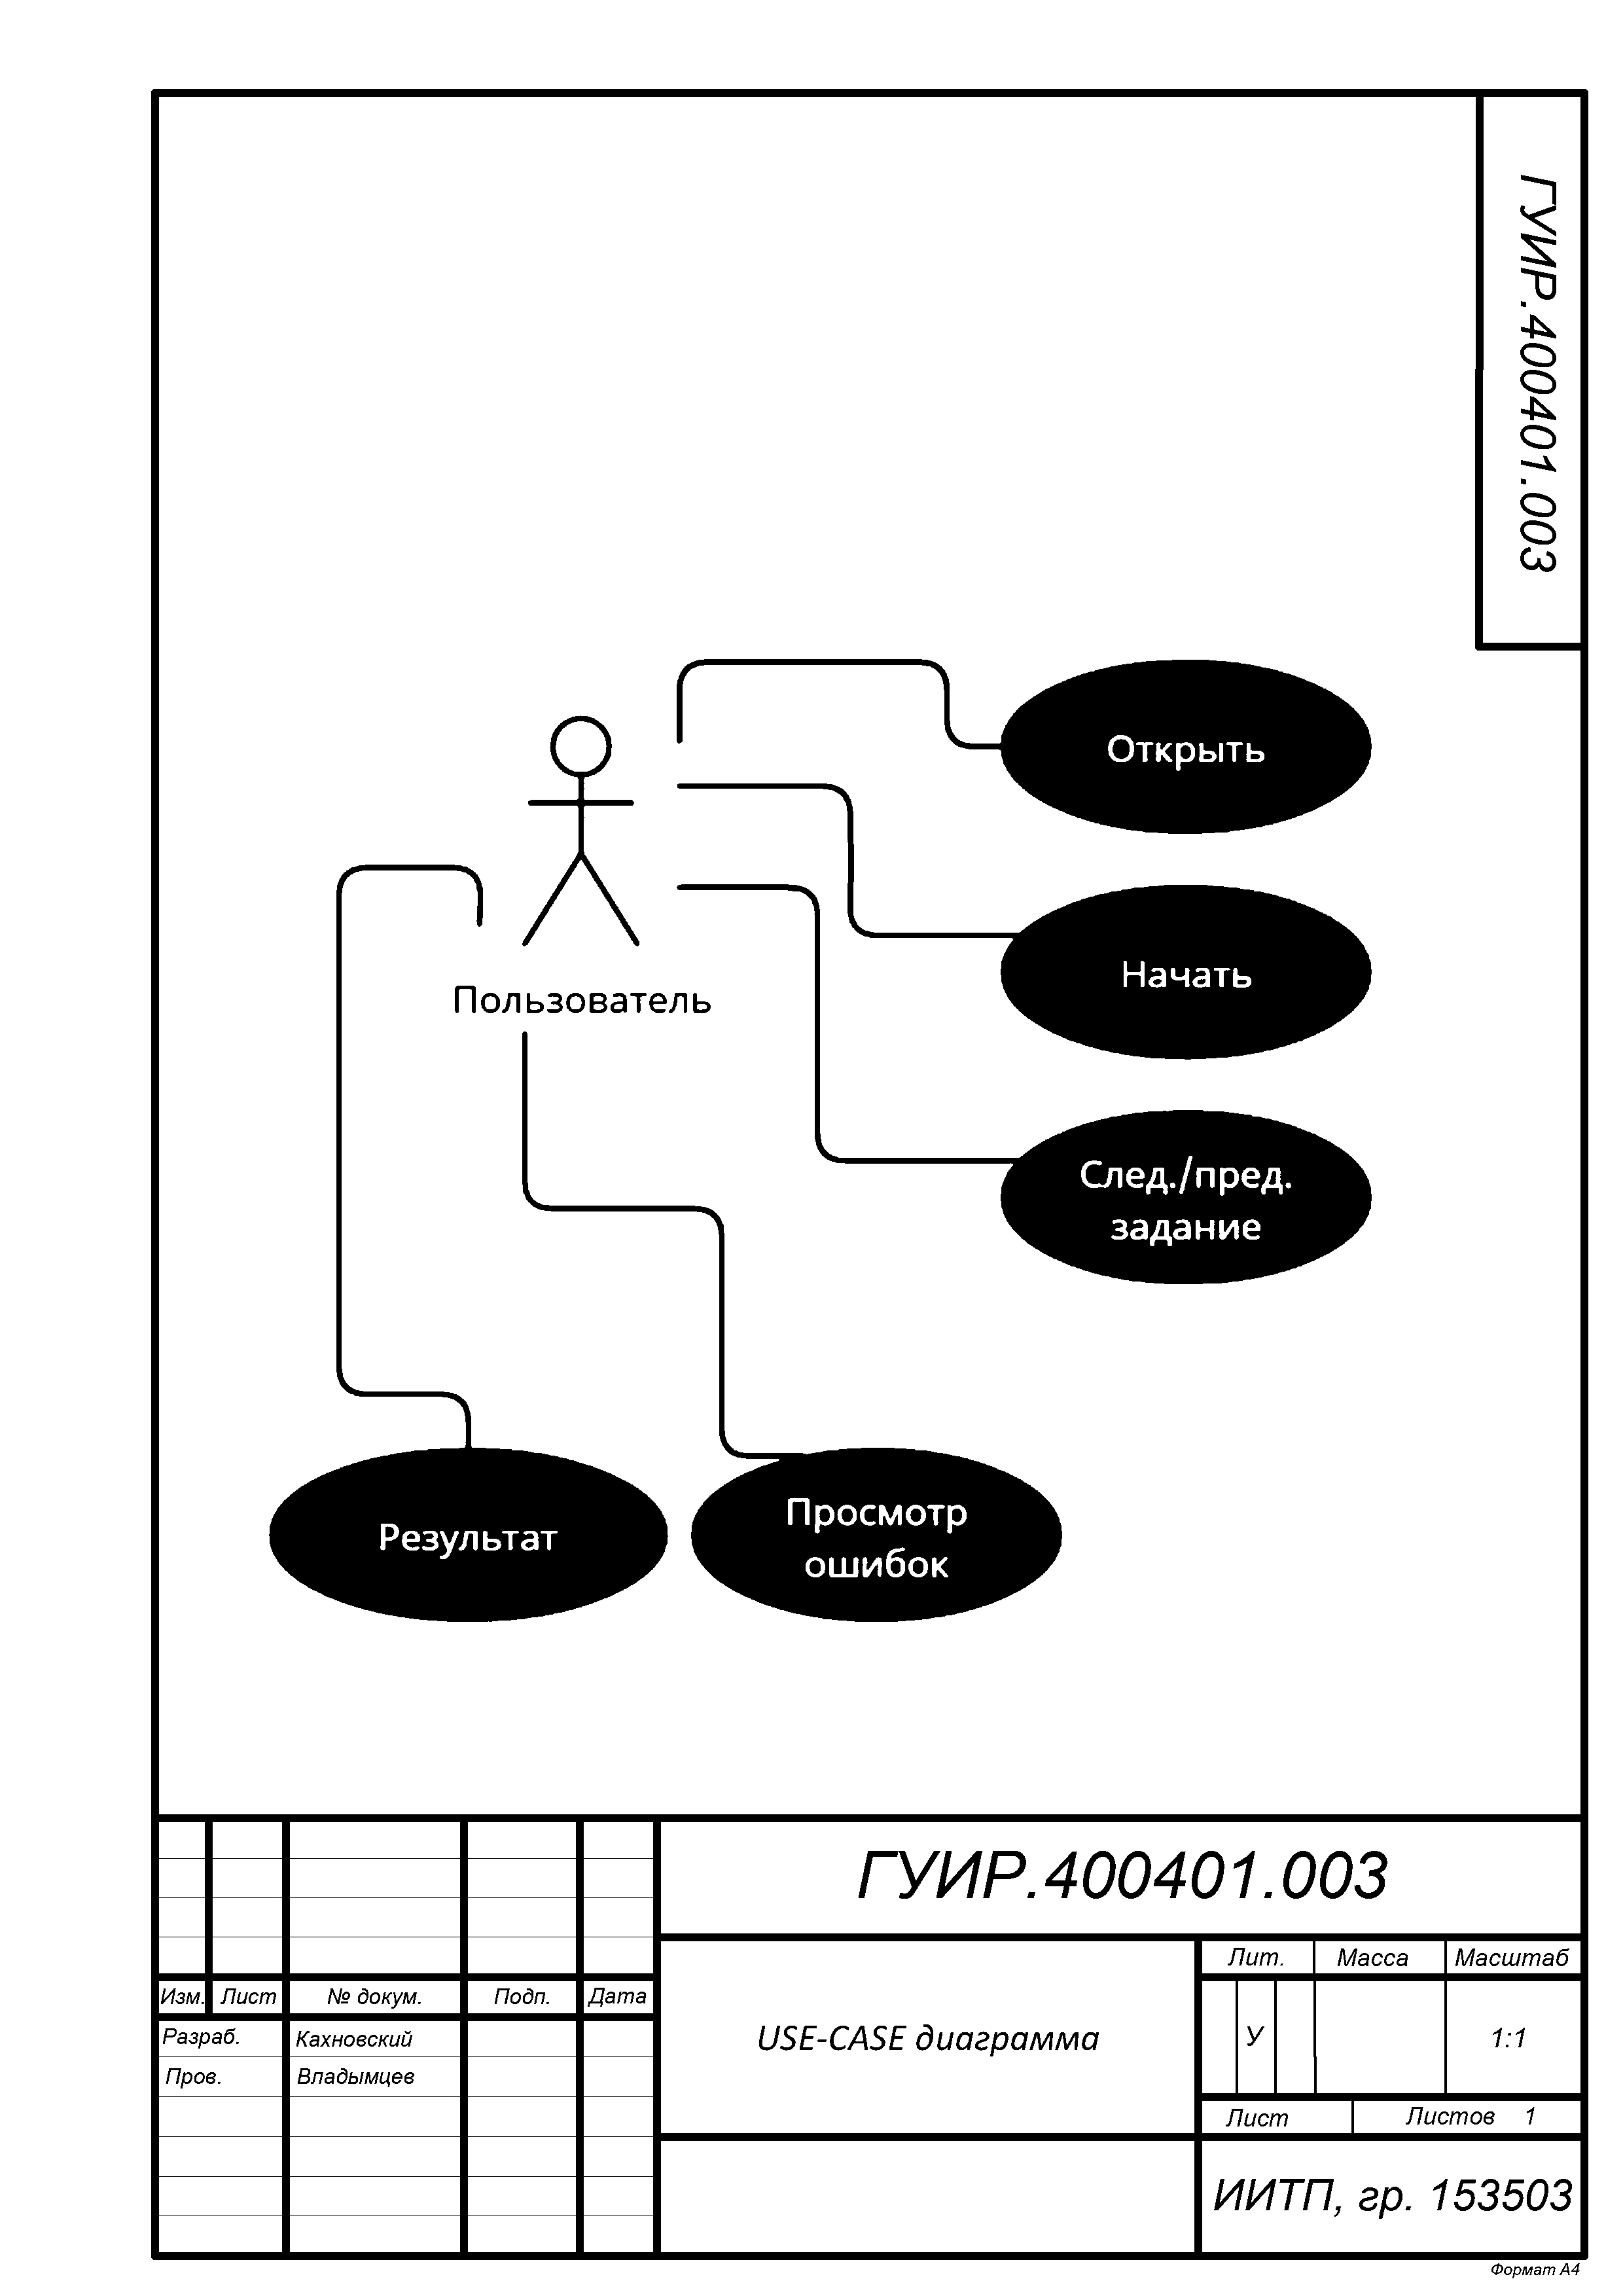 ГУИР.400401.003
Открыть
Начать
Пользователь
След./пред.
задание
Просмотр
ошибок
Результат
ГУИР.400401.003
Лит. Масса Масштаб
Изм. Лист № докум. Подп. Дата
Разраб. Кахновский
USE-CASE диаграмма
У 1:1
Пров. Владымцев
Лист Листов 1
ИИТП, гр. 153503
Формат А4